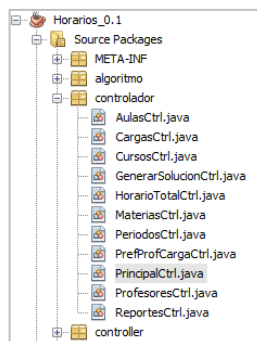 Horarios_0.1
Source Packages
META-INF
algoritmo
controlador
AulasCtrl.java
CargasCtrl.java
CursosCtrl.java
GenerarSolucionCtrl.java
HorarioTotalCtrl.java
MateriasCtrl.java
PeriodosCtrl.java
PrefProfCargaCtrl.java
PrincipalCtrl.java
ProfesoresCtrl.java
ReportesCtrl.java
controller